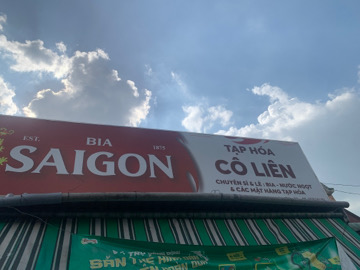 EST.
BIA
1875
SAIGON
TẠP HÓA
CÔ LIÊN
CHUYÊN SỈ & LẺ : BIA - NƯỚC NGỌT
& CÁC MẶT HÀNG TẠP HÓA
BÁN